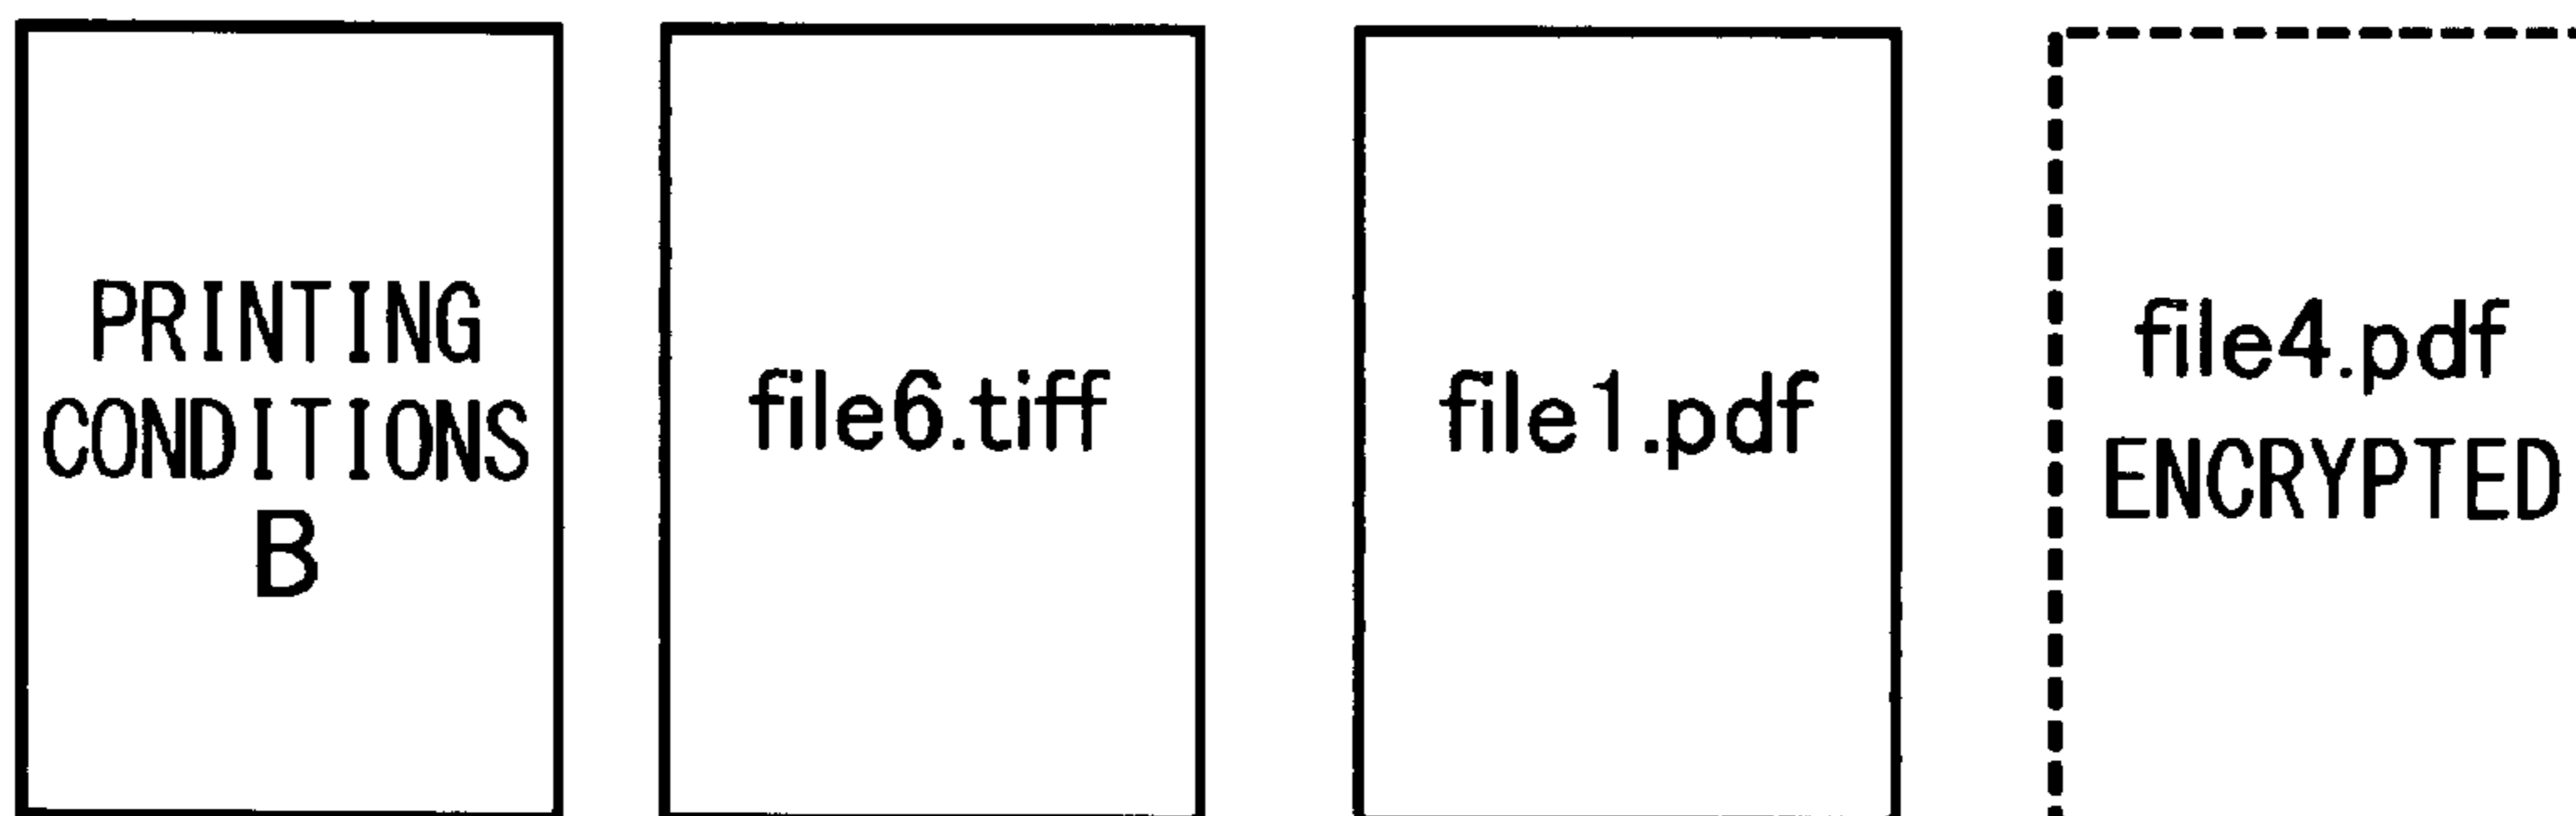 PRINTING
CONDITIONS
B
file6.tiff
file1.pdf
file4.pdf
ENCRYPTED